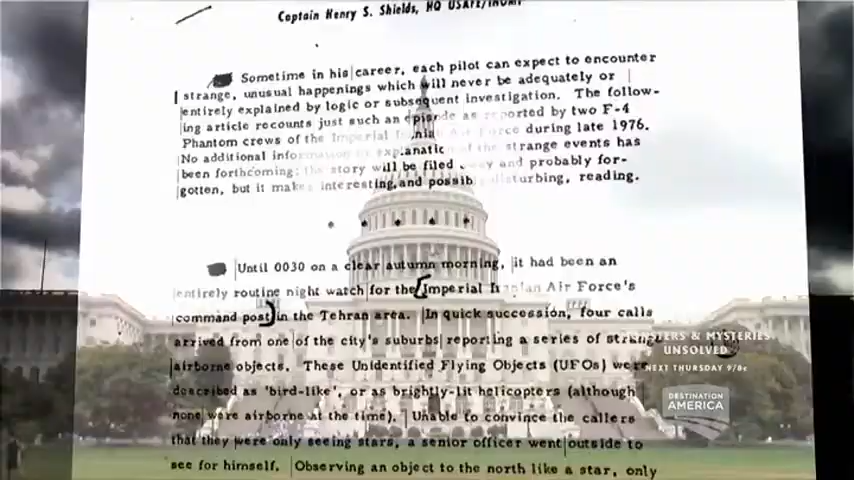 Captain Henry S. Shields, HQ USAFE/INOMP
Sometime in his career, each pilot can expect to encounter
strange, unusual happenings which will never be adequately or
entirely explained by logic or subsequent investigation. The follow-
ing article recounts just such an episode as reported by two F-4
Phantom crews of the Imperial Iranian Air Force during late 1976.
No additional information or explanation of the strange events has
been forthcoming; the story will be filed away and probably for-
gotten, but it makes interesting, and possibly disturbing, reading.
Until 0030 on a clear autumn morning, it had been an
entirely routine night watch for the Imperial Iranian Air Force's
command post in the Tehran area. In quick succession, four calls
arrived from one of the city's suburbs reporting a series of strange
airborne objects. These Unidentified Flying Objects (UFOs) were
described as 'bird-like', or as brightly-lit helicopters (although
none were airborne at the time). Unable to convince the callers
that they were only seeing stars, a senior officer went outside to
see for himself. Observing an object to the north like a star, only
MONSTERS & MYSTERIES
UNSOLVED
NEXT THURSDAY 9/8c
DESTINATION
AMERICA